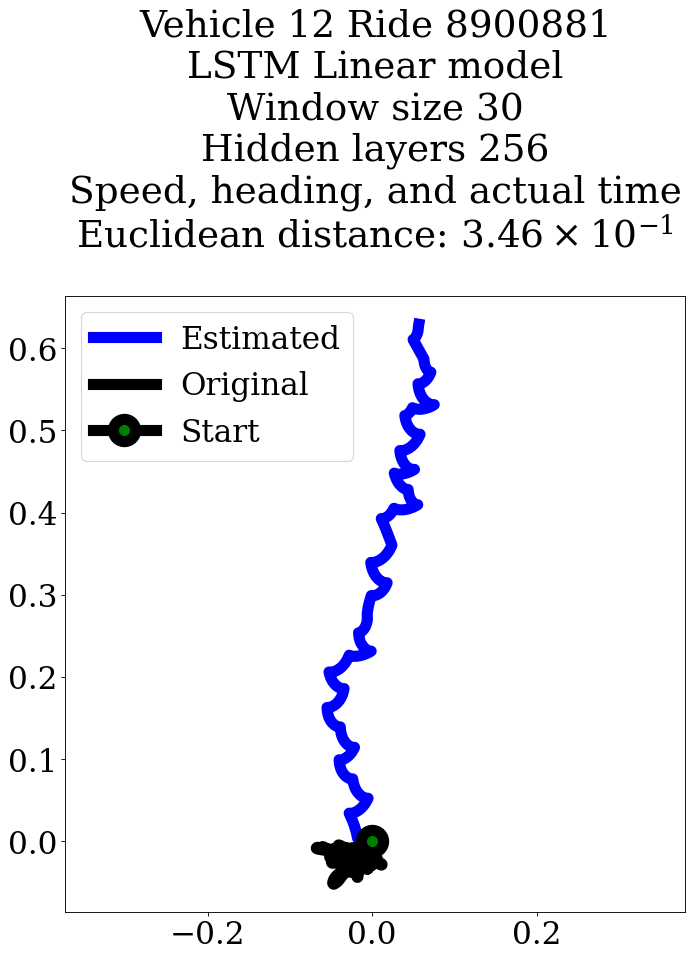 Vehicle 12 Ride 8900881
LSTM Linear model
Window size 30
Hidden layers 256
Speed, heading, and actual time
Euclidean distance: 3.46 × 10⁻¹
Estimated
Original
Start
0.6
0.5
0.4
0.3
0.2
0.1
0.0
−0.2 0.0 0.2